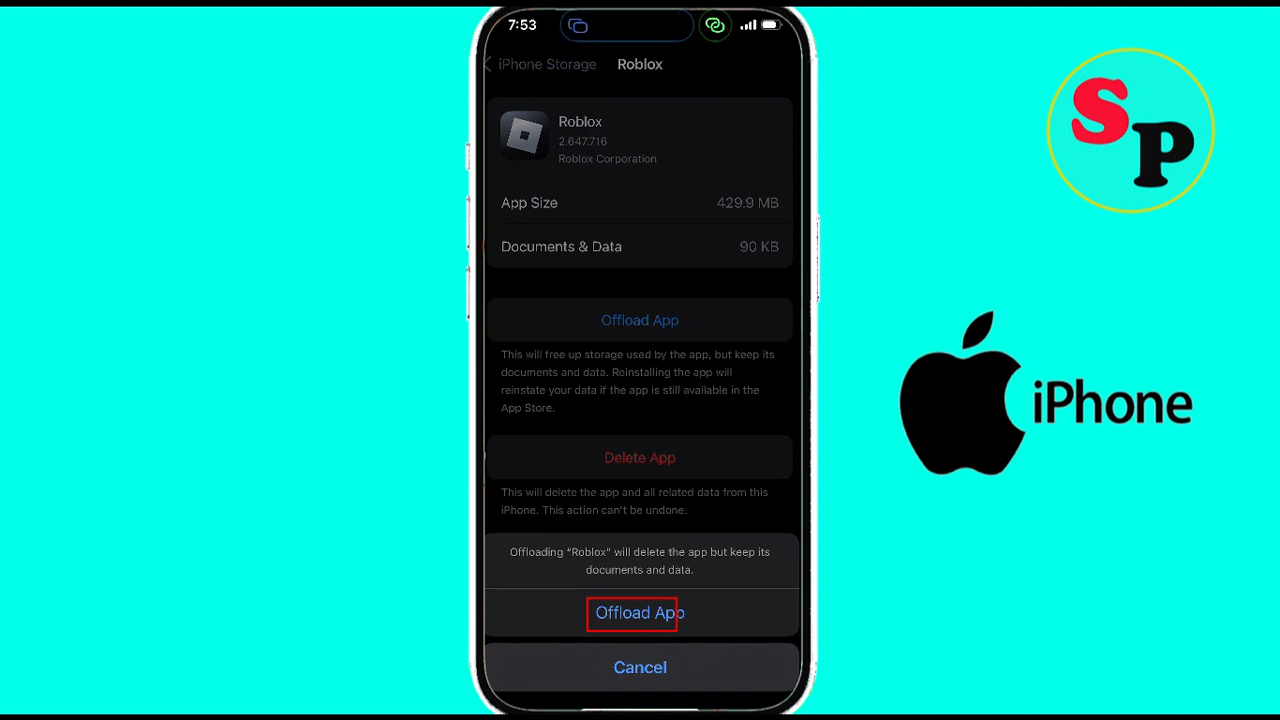 7:53
iPhone Storage
Roblox
Roblox
2.647.716
Roblox Corporation
App Size
429.9 MB
Documents & Data
90 KB
Offload App
This will free up storage used by the app, but keep its
documents and data. Reinstalling the app will
reinstate your data if the app is still available in the
App Store.
Delete App
This will delete the app and all related data from this
iPhone. This action can't be undone.
Offloading “Roblox” will delete the app but keep its
documents and data.
Offload App
Cancel
SP
iPhone